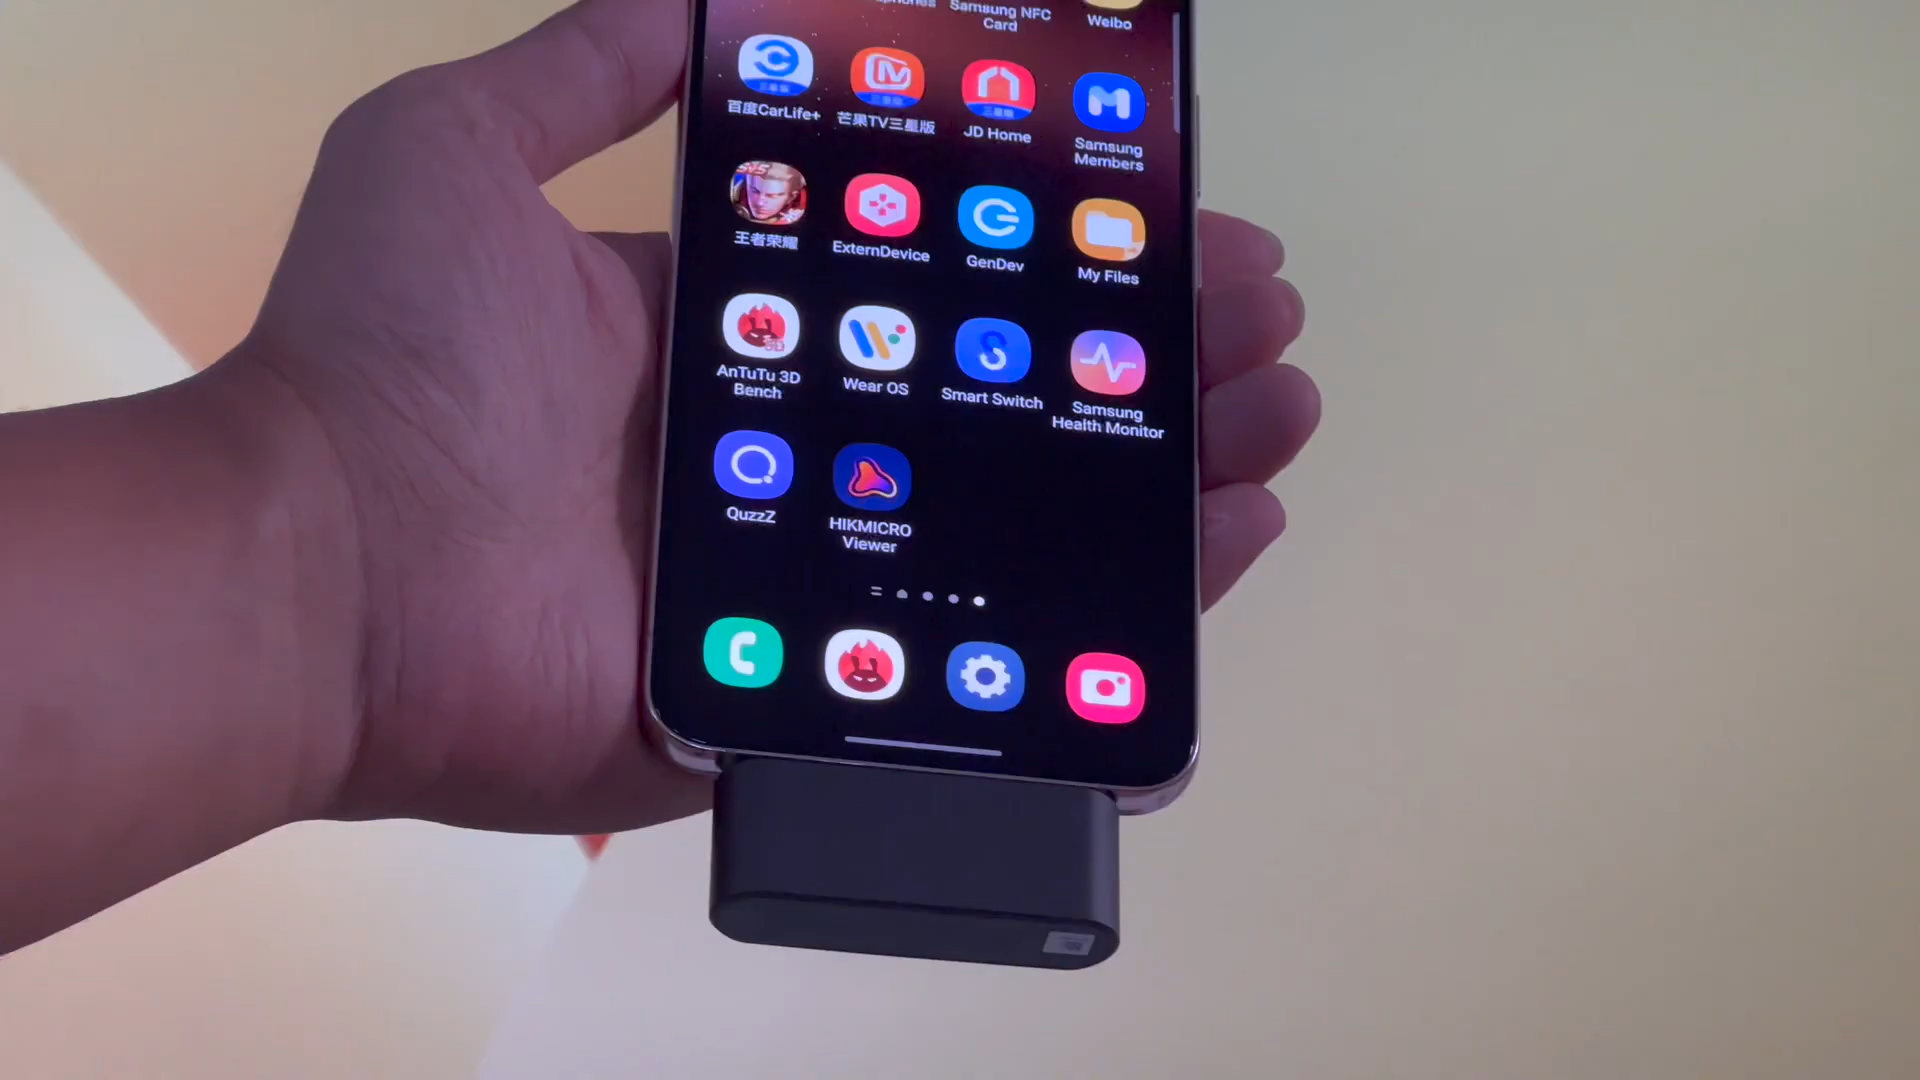 Samsung NFC
Card
Weibo
百度CarLife+
芒果TV三星版
JD Home
Samsung
Members
王者荣耀
ExternDevice
GenDev
My Files
AnTuTu 3D
Bench
Wear OS
Smart Switch
Samsung
Health Monitor
QuzzZ
HIKMICRO
Viewer